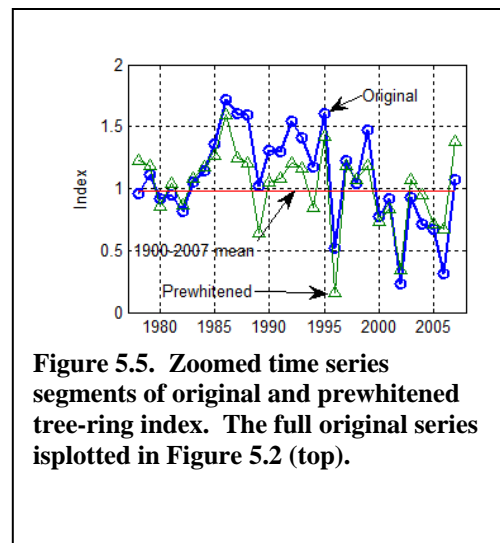 2
1.5
1
0.5
0
Index
Original
1900-2007 mean
Prewhitened
1980 1985 1990 1995 2000 2005
Figure 5.5. Zoomed time series
segments of original and prewhitened
tree-ring index. The full original series
isplotted in Figure 5.2 (top).